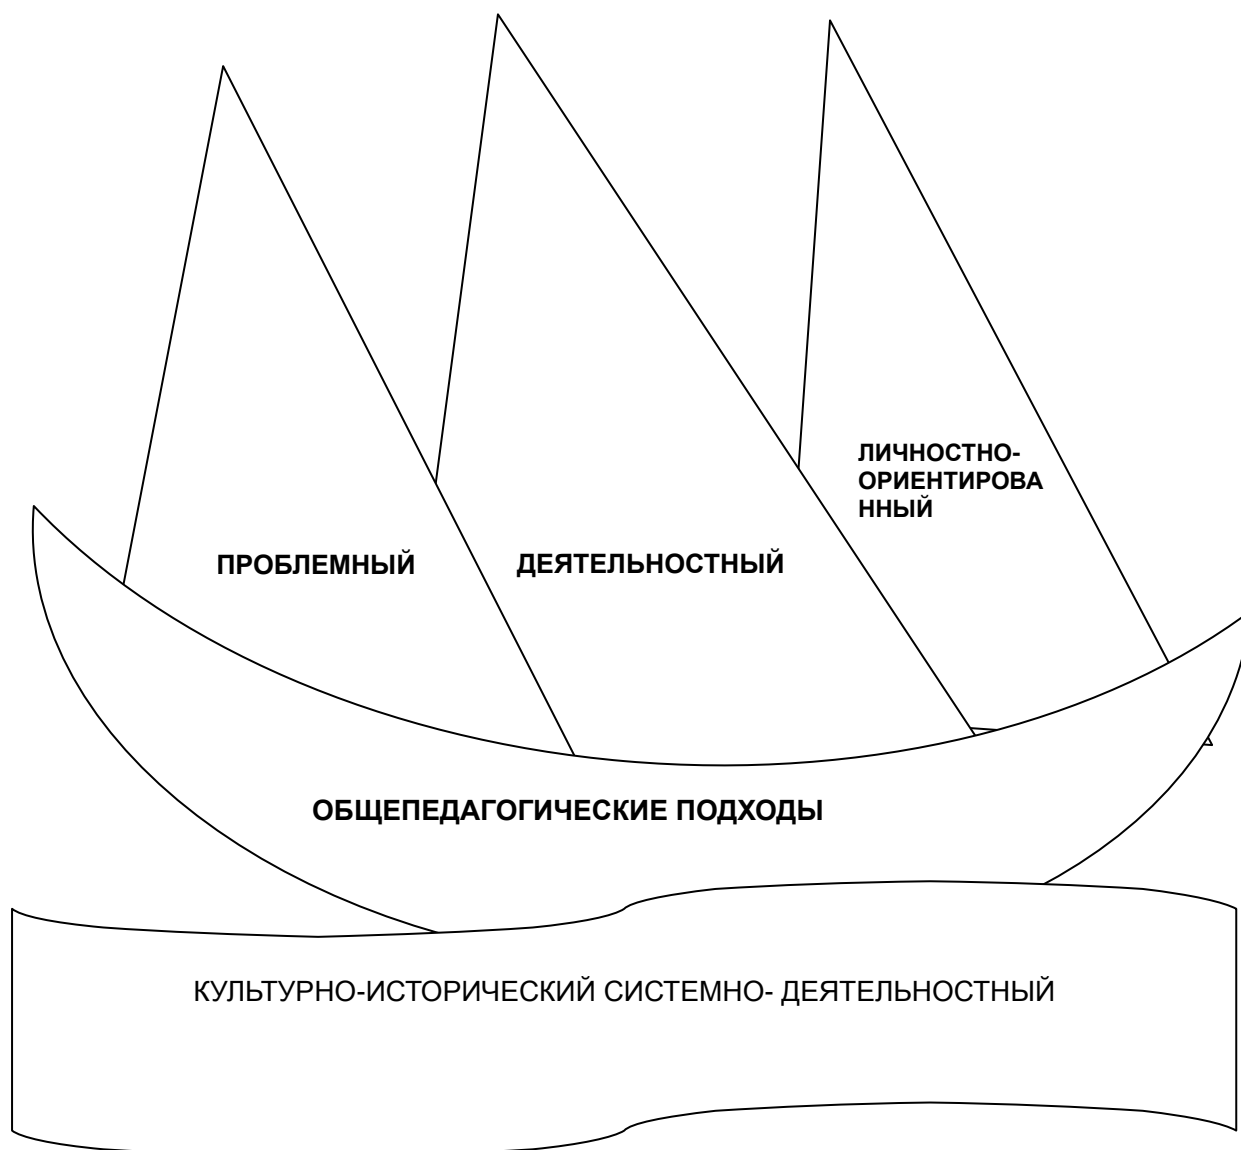 ЛИЧНОСТНО-
ОРИЕНТИРОВА
ННЫЙ
ПРОБЛЕМНЫЙ
ДЕЯТЕЛЬНОСТНЫЙ
ОБЩЕПЕДАГОГИЧЕСКИЕ ПОДХОДЫ
КУЛЬТУРНО-ИСТОРИЧЕСКИЙ СИСТЕМНО- ДЕЯТЕЛЬНОСТНЫЙ